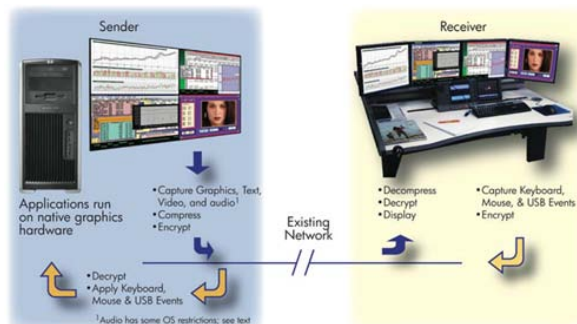 Sender
Receiver
Applications run
on native graphics
hardware
•Capture Graphics, Text,
Video, and audio¹
•Compress
•Encrypt
•Decompress
•Decrypt
•Display
•Capture Keyboard,
Mouse, & USB Events
•Encrypt
Existing
Network
•Decrypt
•Apply Keyboard,
Mouse & USB Events
¹Audio has some OS restrictions; see text